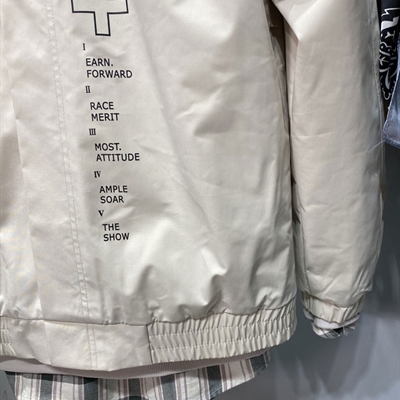 I
EARN.
FORWARD
II
RACE
MERIT
III
MOST.
ATTITUDE
IV
AMPLE
SOAR
V
THE
SHOW